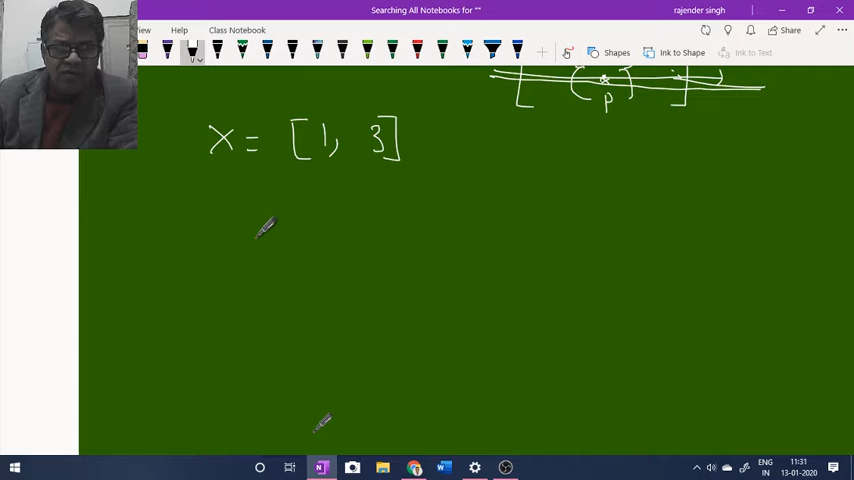 Searching All Notebooks for ""
rajender singh
View Help Class Notebook
Share
Shapes Ink to Shape Ink to Text
p
X = [1, 3]
ENG
IN
11:31
13-01-2020